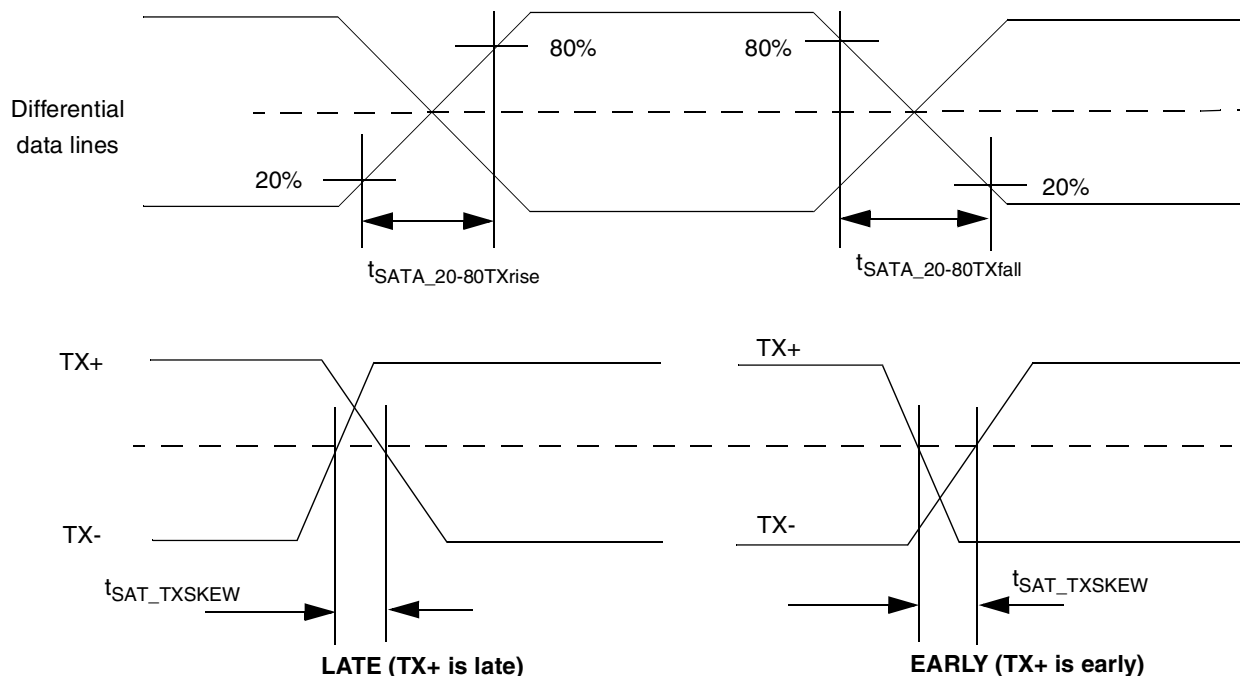 80%
80%
Differential
data lines
20%
20%
tSATA_20-80TXrise
tSATA_20-80TXfall
TX+
TX+
TX-
TX-
tSAT_TXSKEW
tSAT_TXSKEW
LATE (TX+ is late)
EARLY (TX+ is early)